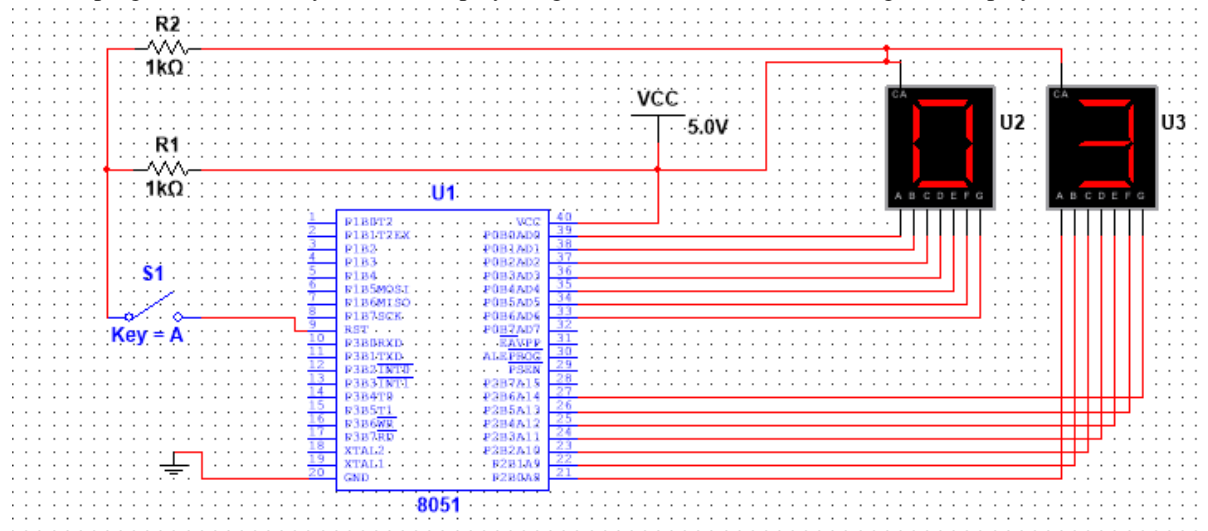 R2
1kΩ
VCC
5.0V
R1
1kΩ
CA
U2
CA
U3
A B C D E F G
A B C D E F G
U1
1 P1B0T2 VCC 40
2 P1B1T2EX P0B0AD0 39
3 P1B2 P0B1AD1 38
4 P1B3 P0B2AD2 37
5 P1B4 P0B3AD3 36
6 P1B5MOSI P0B4AD4 35
7 P1B6MISO P0B5AD5 34
8 P1B7SCK P0B6AD6 33
9 RST P0B7AD7 32
10 P3B0RXD EAVPP 31
11 P3B1TXD ALEPROG 30
12 P3B2INT0 PSEN 29
13 P3B3INT1 P2B7A15 28
14 P3B4T0 P2B6A14 27
15 P3B5T1 P2B5A13 26
16 P3B6WR P2B4A12 25
17 P3B7RD P2B3A11 24
18 XTAL2 P2B2A10 23
19 XTAL1 P2B1A9 22
20 GND P2B0A8 21
8051
S1
Key = A
0
3